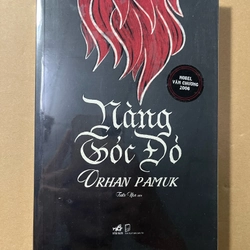 NOBEL
VĂN CHƯƠNG
2006
Nàng
Tóc Đỏ
ORHAN PAMUK